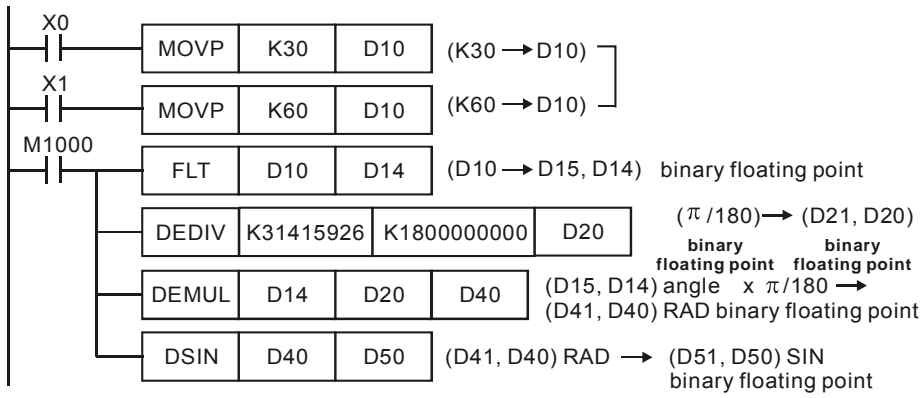 X0
MOVP K30 D10 (K30 → D10)
X1
MOVP K60 D10 (K60 → D10)
M1000
FLT D10 D14 (D10 → D15, D14) binary floating point
DEDIV K31415926 K1800000000 D20 (π/180) → (D21, D20)
binary floating point binary floating point
DEMUL D14 D20 D40 (D15, D14) angle x π/180 →
(D41, D40) RAD binary floating point
DSIN D40 D50 (D41, D40) RAD → (D51, D50) SIN
binary floating point